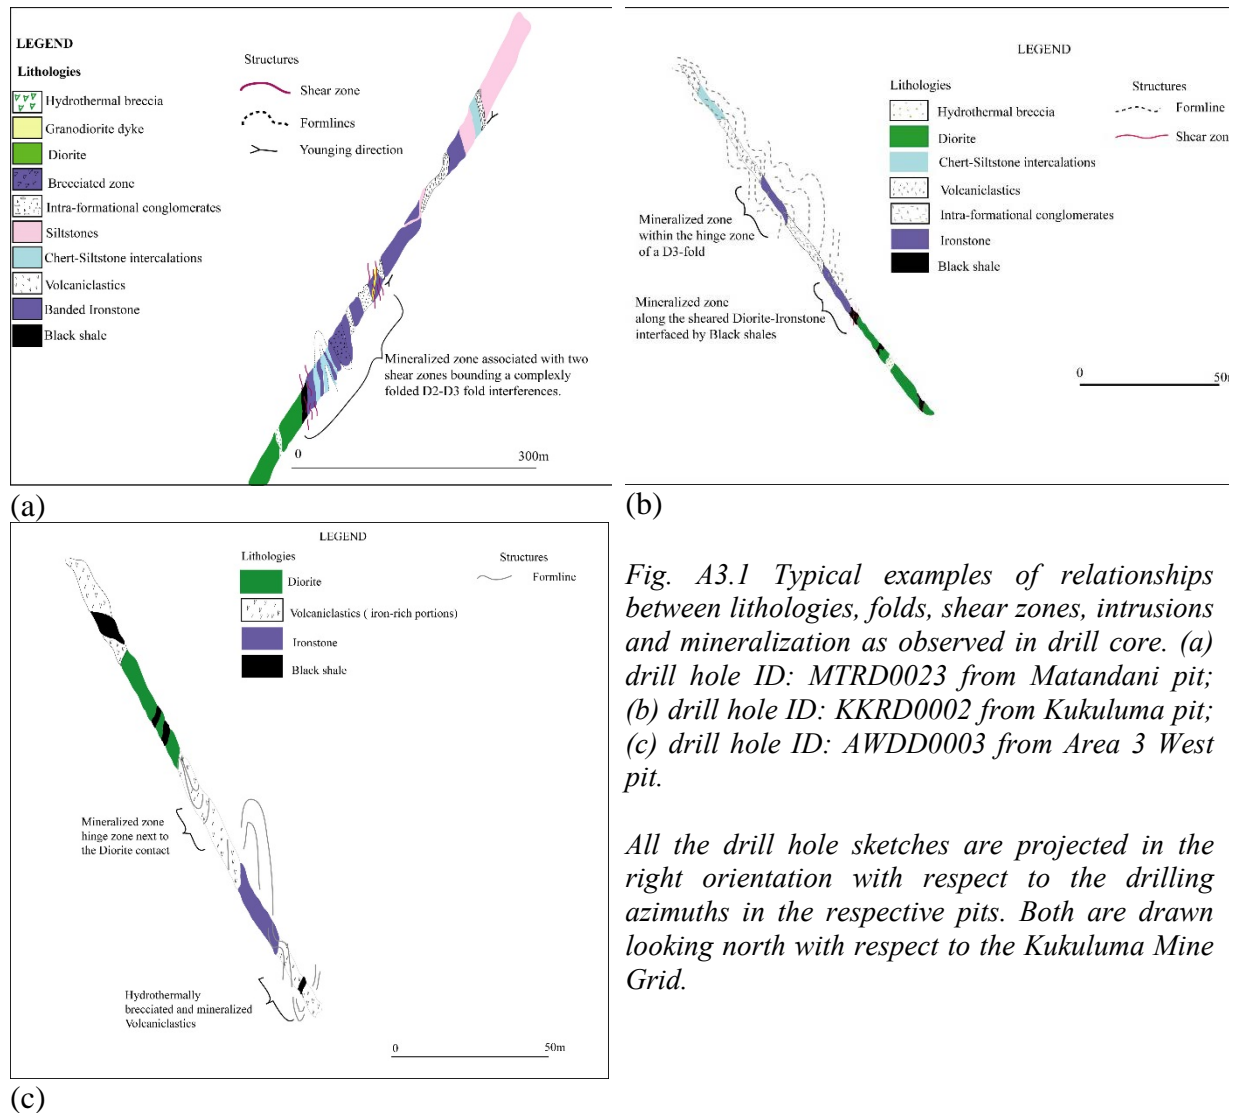 LEGEND
Lithologies
Hydrothermal breccia
Granodiorite dyke
Diorite
Brecciated zone
Intra-formational conglomerates
Siltstones
Chert-Siltstone intercalations
Volcaniclastics
Banded Ironstone
Black shale
Structures
Shear zone
Formlines
Younging direction
Mineralized zone associated with two
shear zones bounding a complexly
folded D2-D3 fold interferences.
0 300m
(a)
LEGEND
Lithologies
Hydrothermal breccia
Diorite
Chert-Siltstone intercalations
Volcaniclastics
Intra-formational conglomerates
Ironstone
Black shale
Structures
Formline
Shear zon
Mineralized zone
within the hinge zone
of a D3-fold
Mineralized zone
along the sheared Diorite-Ironstone
interfaced by Black shales
0 50m
(b)
LEGEND
Lithologies
Diorite
Volcaniclastics ( iron-rich portions)
Ironstone
Black shale
Structures
Formline
Mineralized zone
hinge zone next to
the Diorite contact
Hydrothermally
brecciated and mineralized
Volcaniclastics
0 50m
(c)
Fig. A3.1 Typical examples of relationships
between lithologies, folds, shear zones, intrusions
and mineralization as observed in drill core. (a)
drill hole ID: MTRD0023 from Matandani pit;
(b) drill hole ID: KKRD0002 from Kukuluma pit;
(c) drill hole ID: AWDD0003 from Area 3 West
pit.
All the drill hole sketches are projected in the
right orientation with respect to the drilling
azimuths in the respective pits. Both are drawn
looking north with respect to the Kukuluma Mine
Grid.